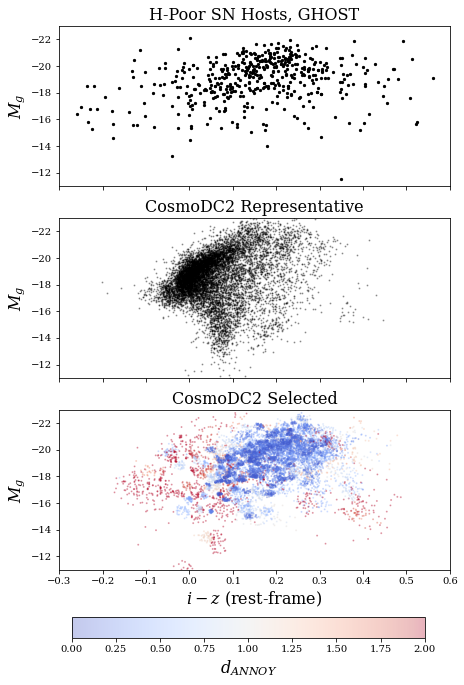 H-Poor SN Hosts, GHOST
−22
−20
−18
−16
−14
−12
M_g
CosmoDC2 Representative
−22
−20
−18
−16
−14
−12
M_g
CosmoDC2 Selected
−22
−20
−18
−16
−14
−12
M_g
−0.3 −0.2 −0.1 0.0 0.1 0.2 0.3 0.4 0.5 0.6
i − z (rest-frame)
0.00 0.25 0.50 0.75 1.00 1.25 1.50 1.75 2.00
d_ANNOY